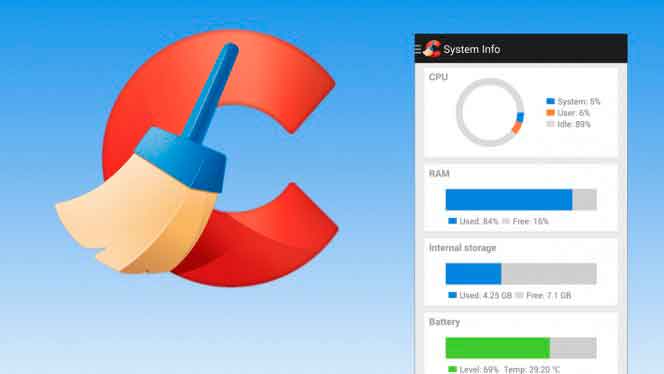 System Info
CPU
System: 5%
User: 6%
Idle: 89%
RAM
Used: 84% Free: 16%
Internal storage
Used: 4.25 GB Free: 7.1 GB
Battery
Level: 69% Temp: 29.20 °C